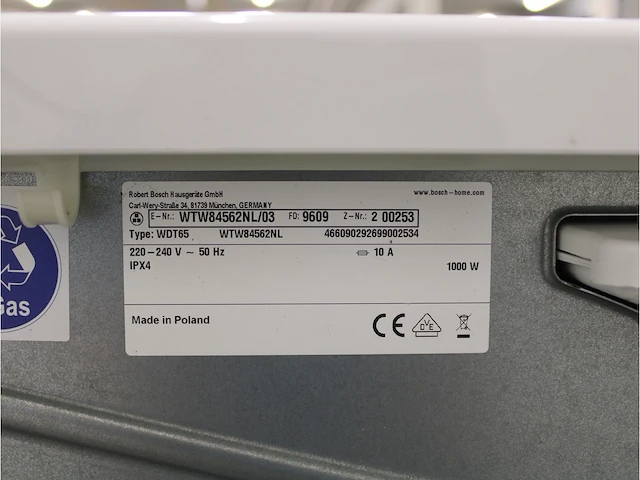 Robert Bosch Hausgeräte GmbH
www.bosch-home.com
Carl-Wery-Straße 34, 81739 München, GERMANY
E-Nr.: WTW84562NL/03 FD: 9609 Z-Nr.: 2 00253
Type: WDT65 WTW84562NL 466090292699002534
220-240 V ~ 50 Hz 10 A
IPX4 1000 W
Made in Poland
CE VDE
Gas